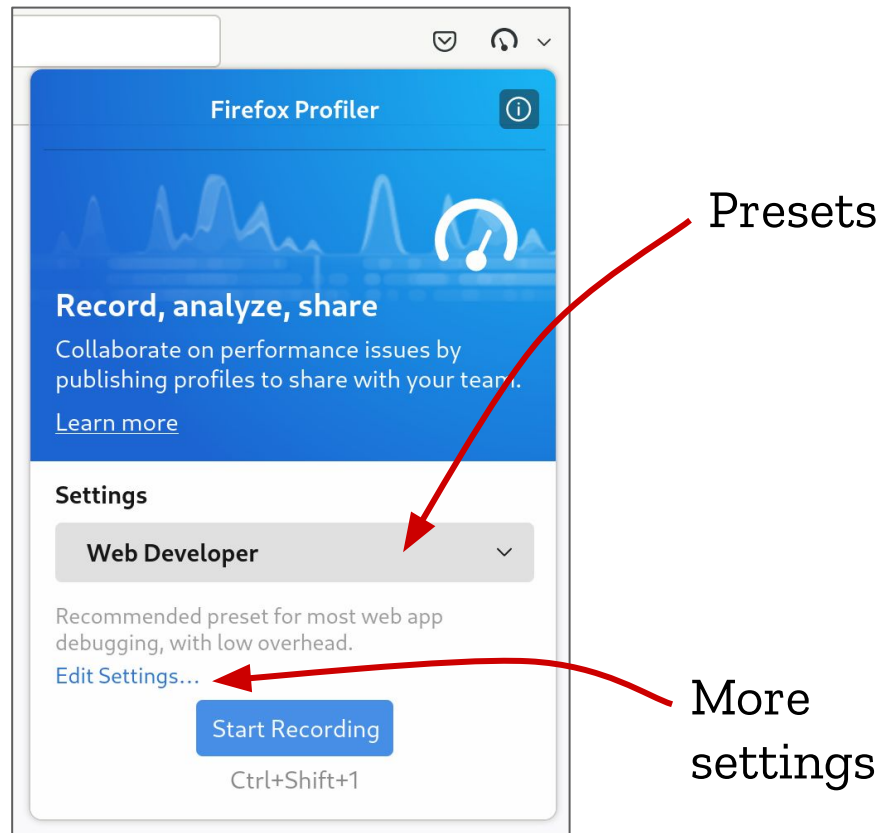 Firefox Profiler
Presets
Record, analyze, share
Collaborate on performance issues by
publishing profiles to share with your team.
Learn more
Settings
Web Developer
Recommended preset for most web app
debugging, with low overhead.
Edit Settings...
More
settings
Start Recording
Ctrl+Shift+1